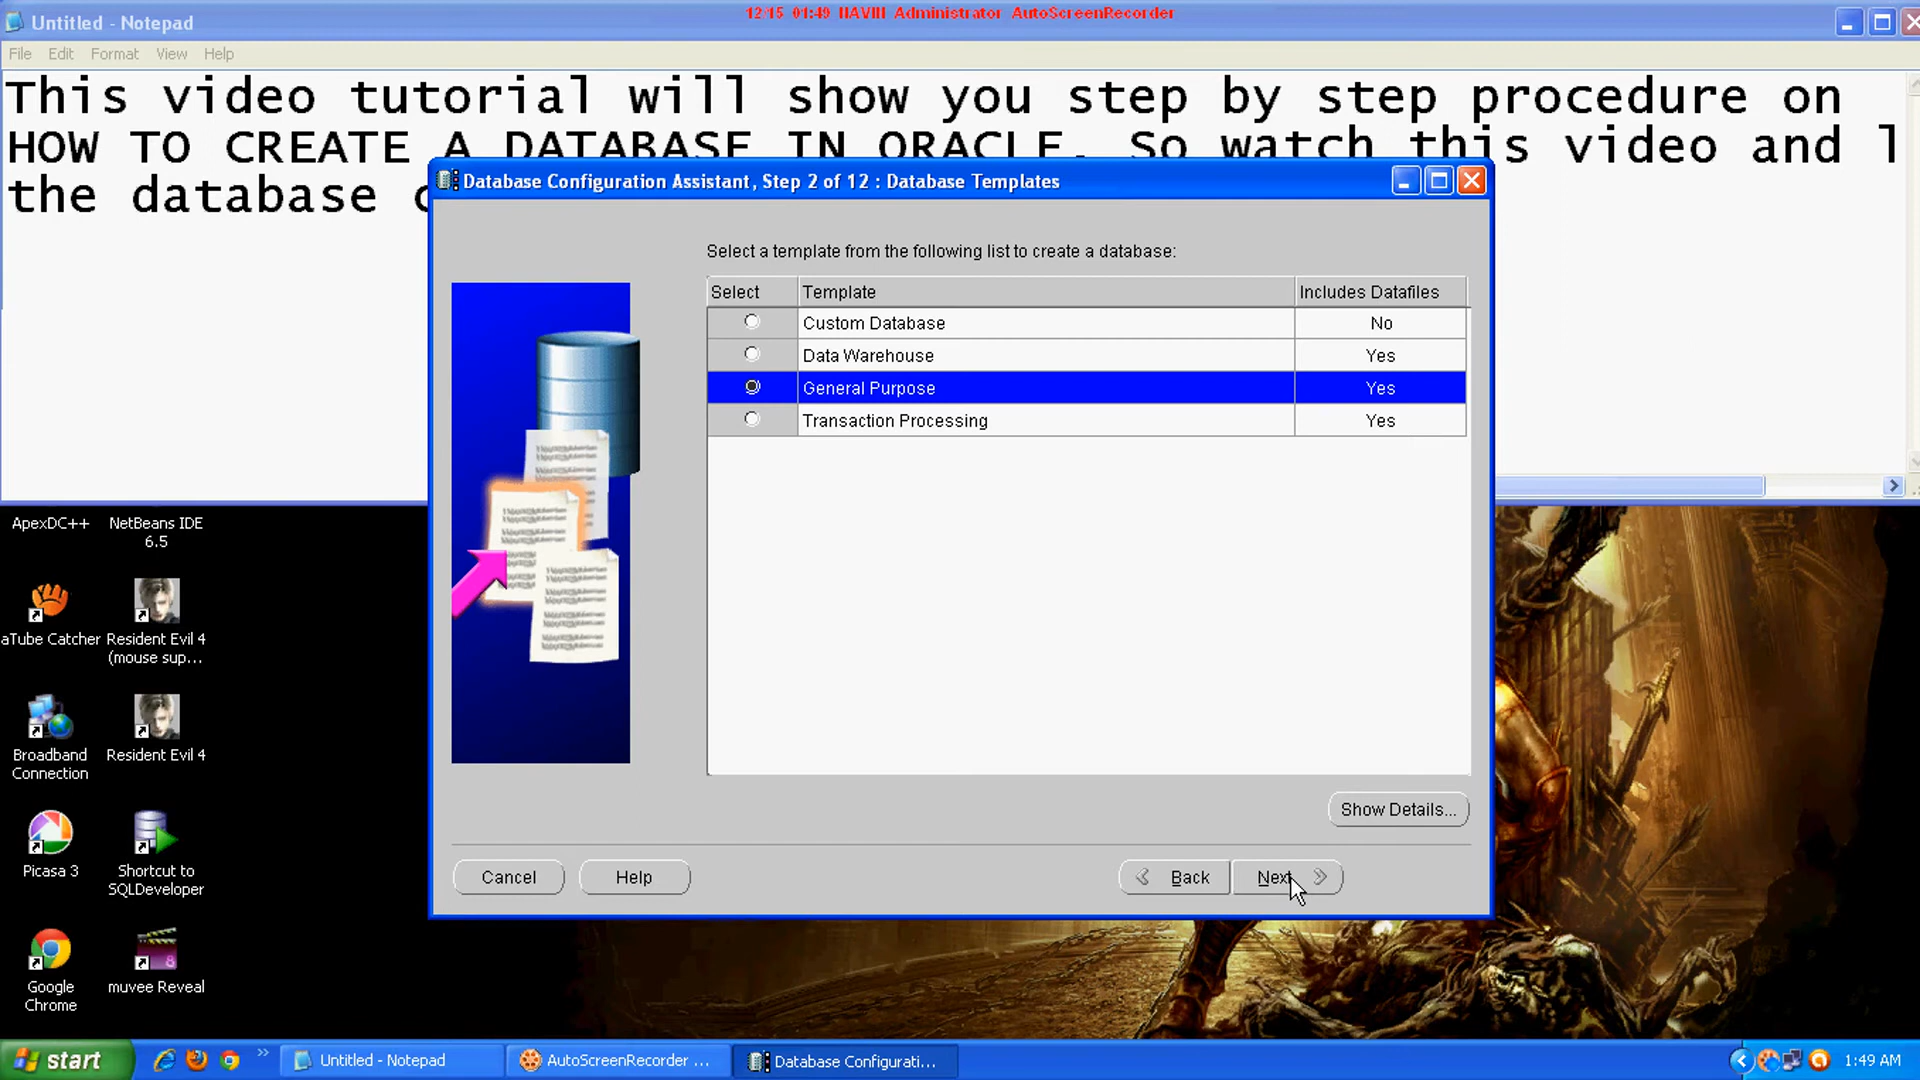 Untitled - Notepad
12/15 01:49 NAVIN Administrator AutoScreenRecorder
File Edit Format View Help
This video tutorial will show you step by step procedure on
HOW TO CREATE A DATABASE IN ORACLE. So watch this video and l
the database
Database Configuration Assistant, Step 2 of 12 : Database Templates
Select a template from the following list to create a database:
Select Template Includes Datafiles
Custom Database No
Data Warehouse Yes
General Purpose Yes
Transaction Processing Yes
Show Details...
Cancel Help Back Next
ApexDC++
NetBeans IDE
6.5
aTube Catcher
Resident Evil 4
(mouse sup...
Broadband
Connection
Resident Evil 4
Picasa 3
Shortcut to
SQLDeveloper
Google
Chrome
muvee Reveal
start
Untitled - Notepad
AutoScreenRecorder ...
Database Configurati...
1:49 AM